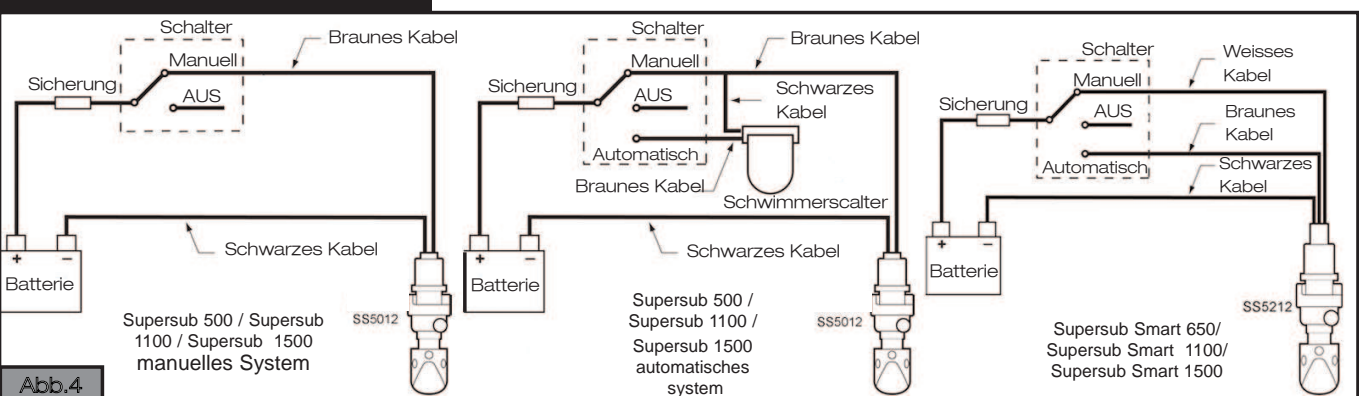 Schalter
Braunes Kabel
Manuell
Sicherung
AUS
+
−
Batterie
Schwarzes Kabel
SS5012
Supersub 500 / Supersub
1100 / Supersub 1500
manuelles System
Abb.4
Schalter
Braunes Kabel
Manuell
Sicherung
AUS
Schwarzes
Kabel
Automatisch
Braunes Kabel
Schwimmerscalter
+
−
Batterie
Schwarzes Kabel
SS5012
Supersub 500 /
Supersub 1100 /
Supersub 1500
automatisches
system
Schalter
Weisses
Kabel
Manuell
Sicherung
AUS
Braunes
Kabel
Automatisch
Schwarzes
Kabel
+
−
Batterie
SS5212
Supersub Smart 650/
Supersub Smart 1100/
Supersub Smart 1500